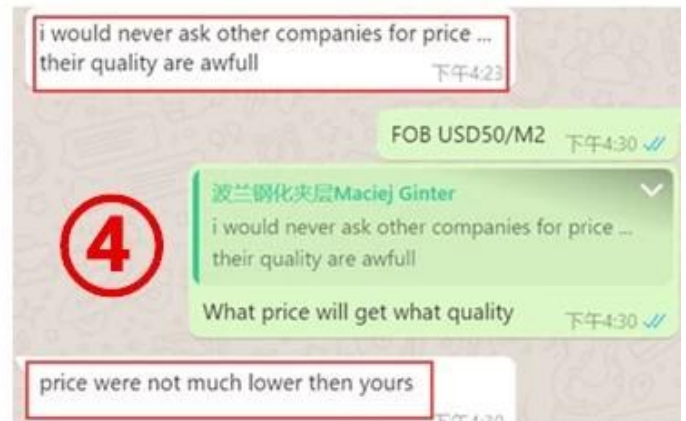 i would never ask other companies for price ...
their quality are awfull
下午4:23
FOB USD50/M2 下午4:30
波兰钢化夹层Maciej Ginter
i would never ask other companies for price ...
their quality are awfull
④
What price will get what quality 下午4:30
price were not much lower then yours